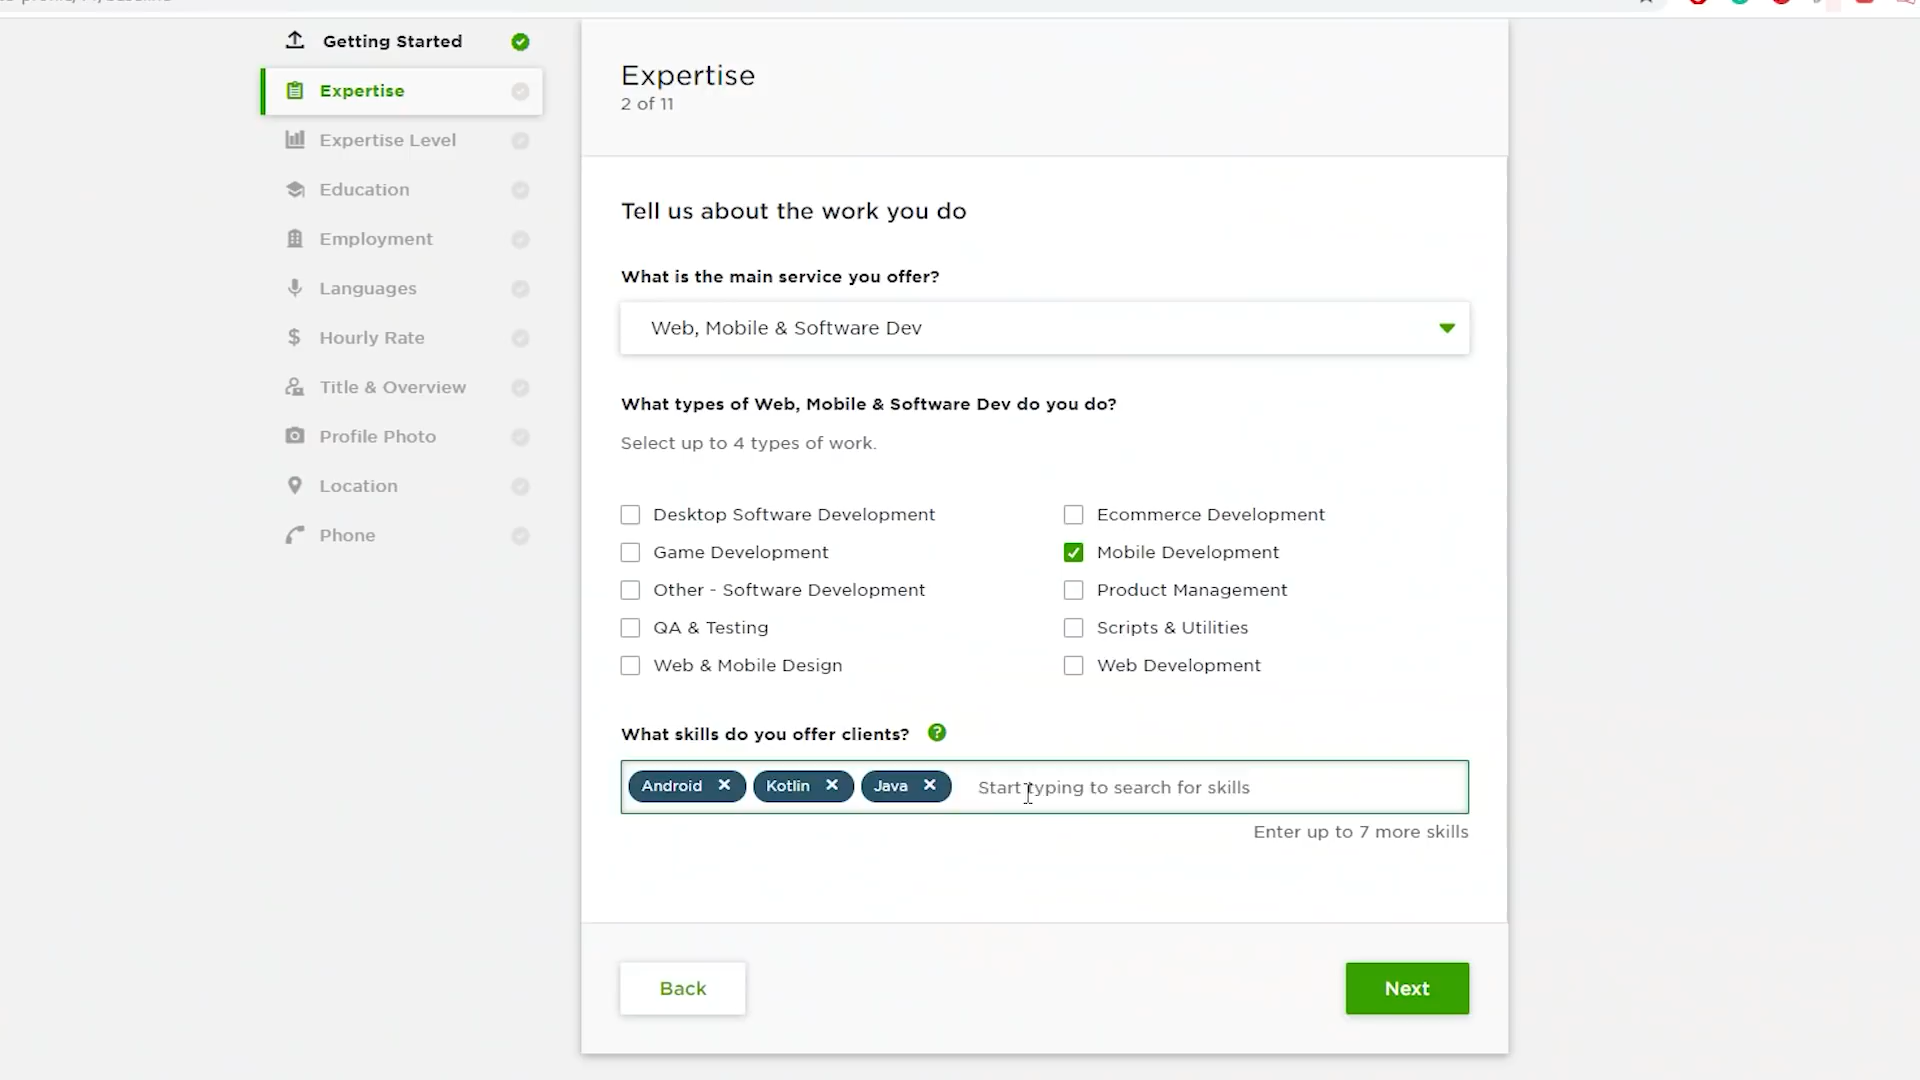 Getting Started
Expertise
Expertise Level
Education
Employment
Languages
Hourly Rate
Title & Overview
Profile Photo
Location
Phone
Expertise
2 of 11
Tell us about the work you do
What is the main service you offer?
Web, Mobile & Software Dev
What types of Web, Mobile & Software Dev do you do?
Select up to 4 types of work.
Desktop Software Development
Ecommerce Development
Game Development
Mobile Development
Other - Software Development
Product Management
QA & Testing
Scripts & Utilities
Web & Mobile Design
Web Development
What skills do you offer clients? ?
Android × Kotlin × Java × Start typing to search for skills
Enter up to 7 more skills
Back
Next